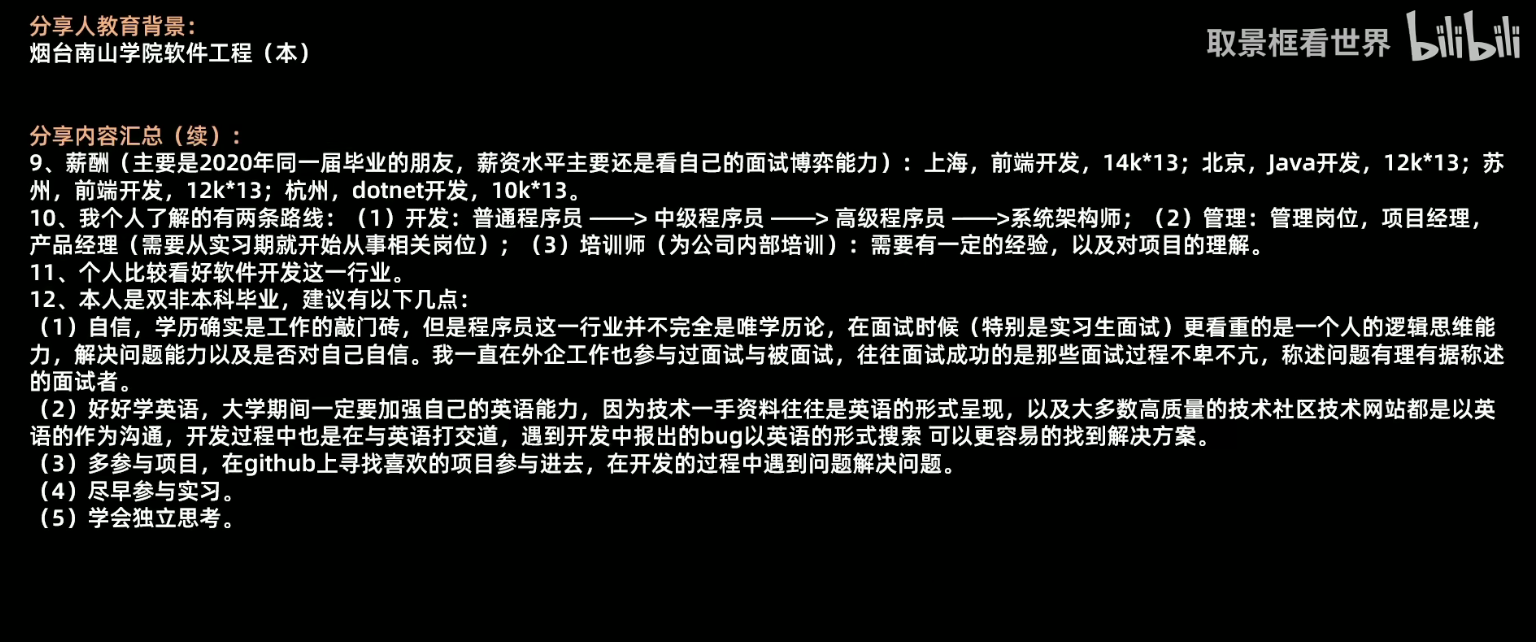 分享人教育背景：
取景框看世界 bilibili
烟台南山学院软件工程（本）
分享内容汇总（续）：
9、薪酬（主要是2020年同一届毕业的朋友，薪资水平主要还是看自己的面试博弈能力）：上海，前端开发，14k*13；北京，Java开发，12k*13；苏
州，前端开发，12k*13；杭州，dotnet开发，10k*13。
10、我个人了解的有两条路线：（1）开发：普通程序员 ——> 中级程序员 ——> 高级程序员 ——>系统架构师；（2）管理：管理岗位，项目经理，
产品经理（需要从实习期就开始从事相关岗位）；（3）培训师（为公司内部培训）：需要有一定的经验，以及对项目的理解。
11、个人比较看好软件开发这一行业。
12、本人是双非本科毕业，建议有以下几点：
（1）自信，学历确实是工作的敲门砖，但是程序员这一行业并不完全是唯学历论，在面试时候（特别是实习生面试）更看重的是一个人的逻辑思维能
力，解决问题能力以及是否对自己自信。我一直在外企工作也参与过面试与被面试，往往面试成功的是那些面试过程不卑不亢，称述问题有理有据称述
的面试者。
（2）好好学英语，大学期间一定要加强自己的英语能力，因为技术一手资料往往是英语的形式呈现，以及大多数高质量的技术社区技术网站都是以英
语的作为沟通，开发过程中也是在与英语打交道，遇到开发中报出的bug以英语的形式搜索 可以更容易的找到解决方案。
（3）多参与项目，在github上寻找喜欢的项目参与进去，在开发的过程中遇到问题解决问题。
（4）尽早参与实习。
（5）学会独立思考。